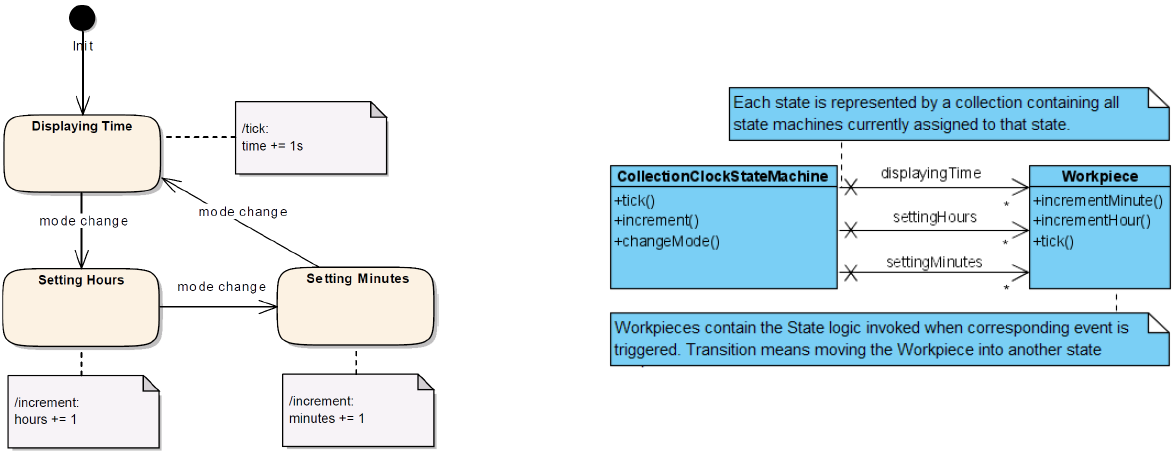 Init
Displaying Time
/tick:
time += 1s
mode change
mode change
Setting Hours
mode change
Setting Minutes
/increment:
hours += 1
/increment:
minutes += 1
Each state is represented by a collection containing all
state machines currently assigned to that state.
CollectionClockStateMachine
+tick()
+increment()
+changeMode()
displayingTime
*
settingHours
*
settingMinutes
*
Workpiece
+incrementMinute()
+incrementHour()
+tick()
Workpieces contain the State logic invoked when corresponding event is
triggered. Transition means moving the Workpiece into another state